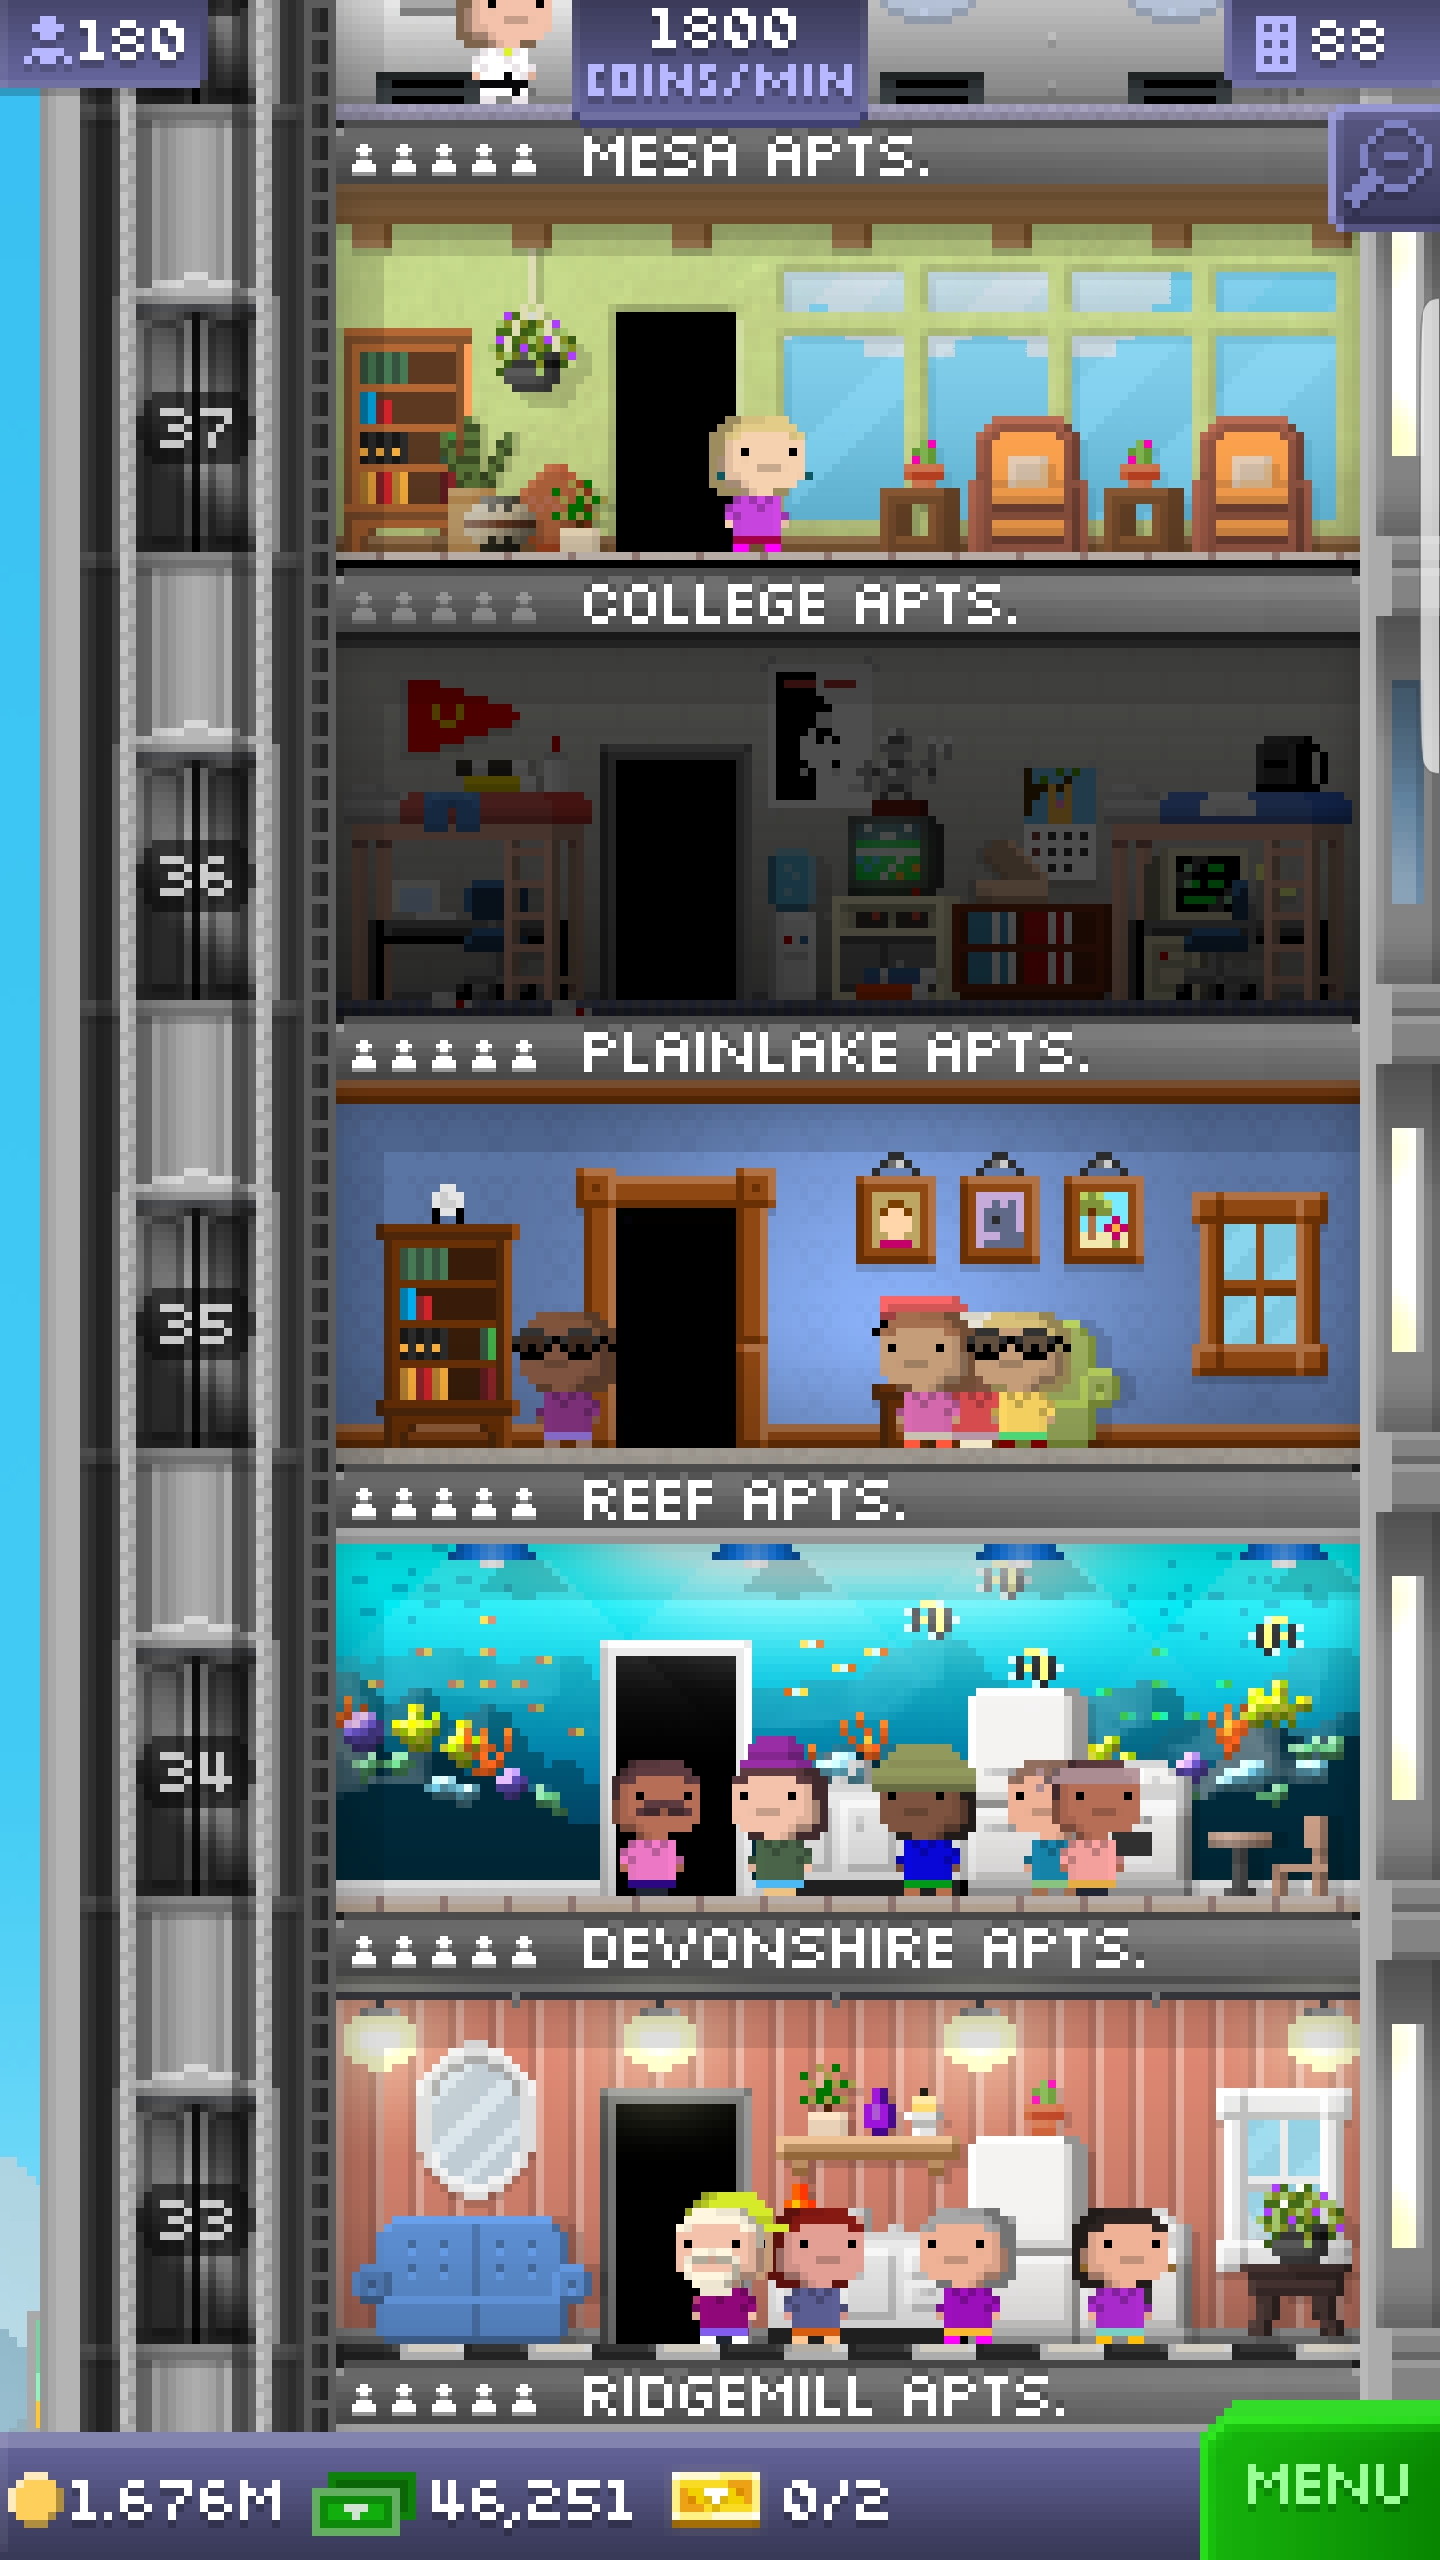 180
1800
COINS/MIN
88
MESA APTS.
37
COLLEGE APTS.
36
PLAINLAKE APTS.
35
REEF APTS.
34
DEVONSHIRE APTS.
33
RIDGEMILL APTS.
1.676M 46,251 0/2 MENU